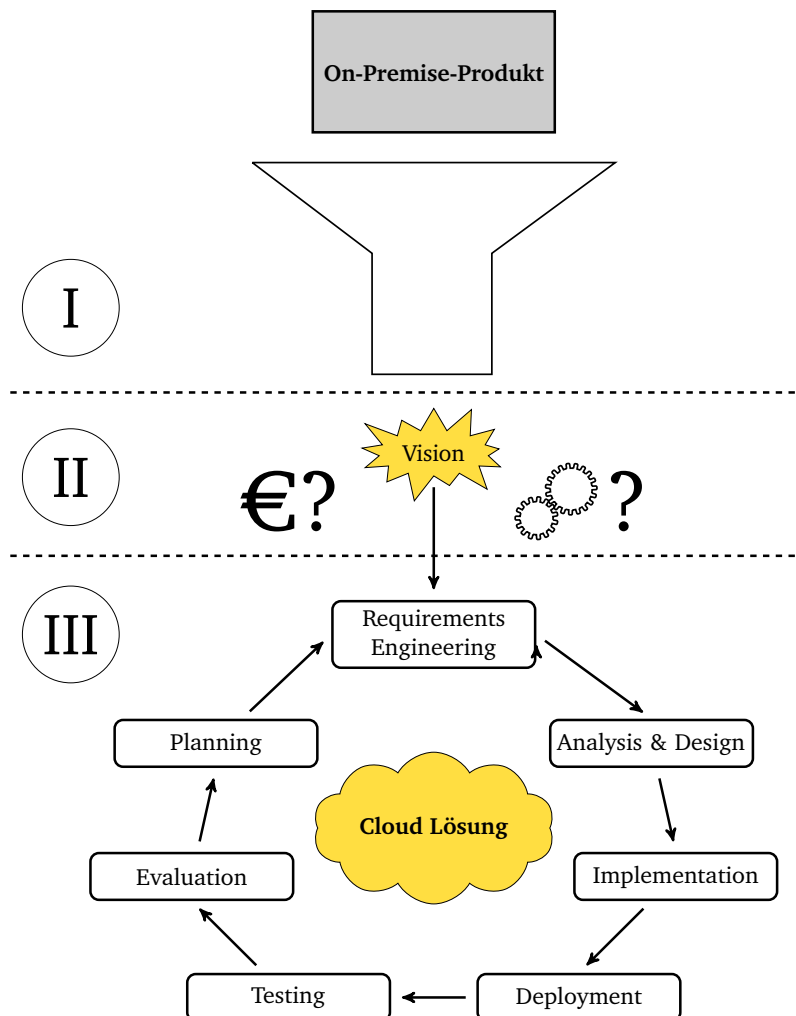 On-Premise-Produkt
I
Vision
II
€?
?
III
Requirements
Engineering
Planning
Analysis & Design
Cloud Lösung
Evaluation
Implementation
Testing
Deployment